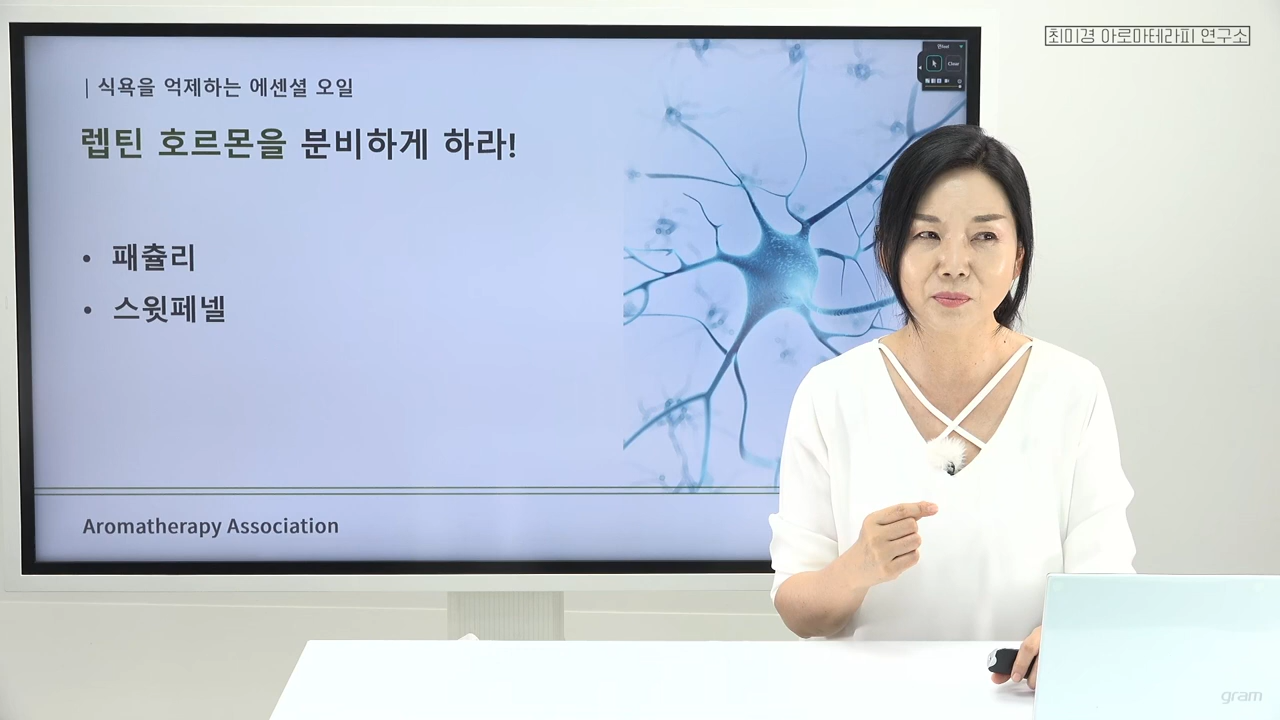 최미경 아로마테라피 연구소
| 식욕을 억제하는 에센셜 오일
렙틴 호르몬을 분비하게 하라!
• 패츌리
• 스윗페넬
Aromatherapy Association
Clear
gram